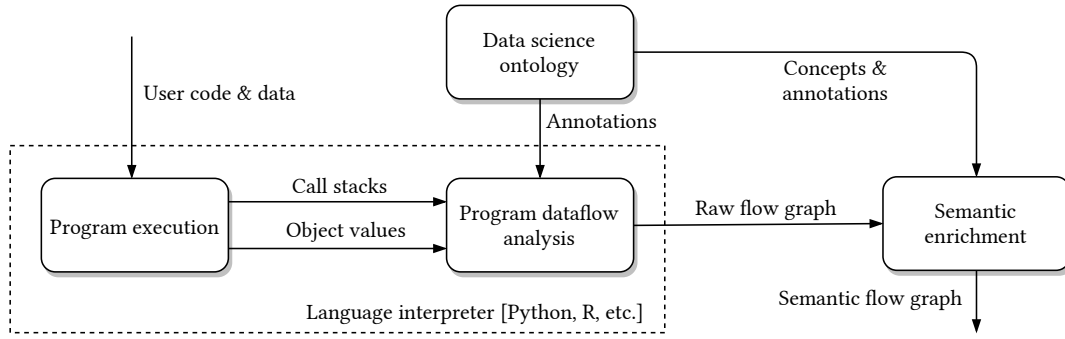 Data science
ontology
User code & data
Concepts &
annotations
Annotations
Call stacks
Program execution
Object values
Program dataflow
analysis
Raw flow graph
Semantic
enrichment
Language interpreter [Python, R, etc.]
Semantic flow graph